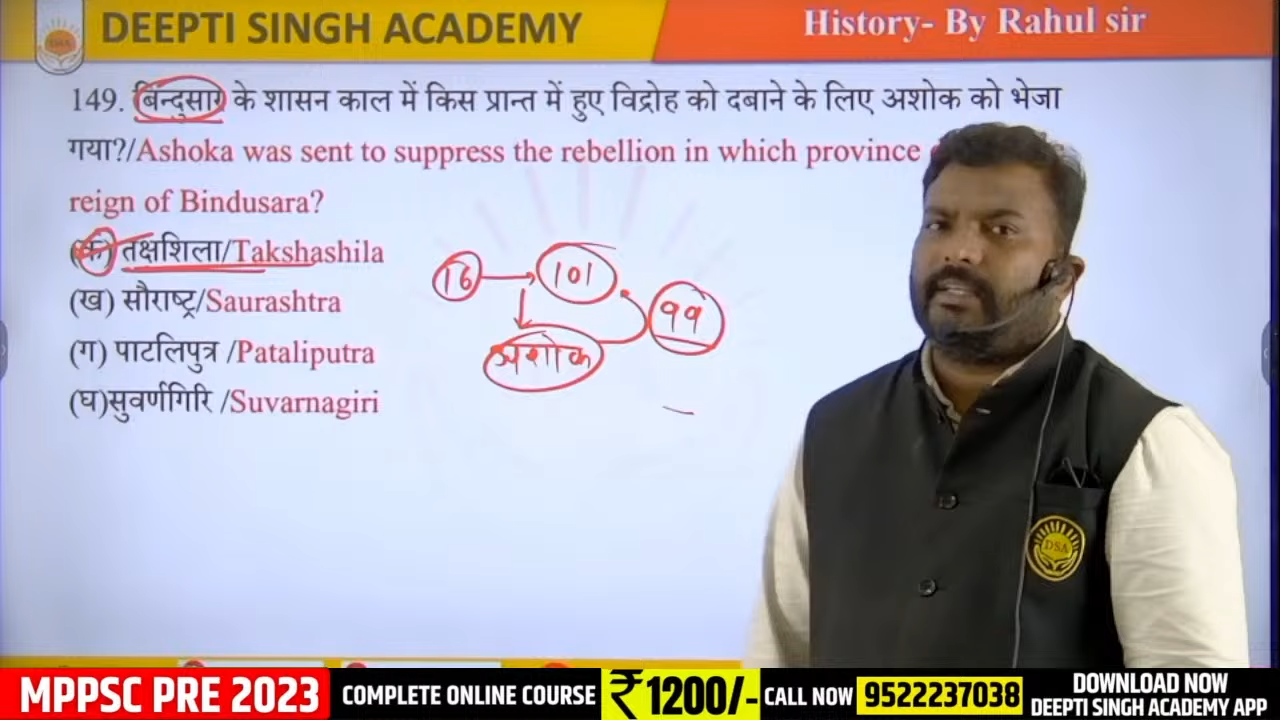 DEEPTI SINGH ACADEMY
History- By Rahul sir
149. बिन्दुसार के शासन काल में किस प्रान्त में हुए विद्रोह को दबाने के लिए अशोक को भेजा
गया?/Ashoka was sent to suppress the rebellion in which province
reign of Bindusara?
(क) तक्षशिला/Takshashila
(ख) सौराष्ट्र/Saurashtra
(ग) पाटलिपुत्र /Pataliputra
(घ)सुवर्णगिरि /Suvarnagiri
16 101
99
अशोक
DSA
MPPSC PRE 2023 COMPLETE ONLINE COURSE ₹1200/- CALL NOW 9522237038 DOWNLOAD NOW
DEEPTI SINGH ACADEMY APP